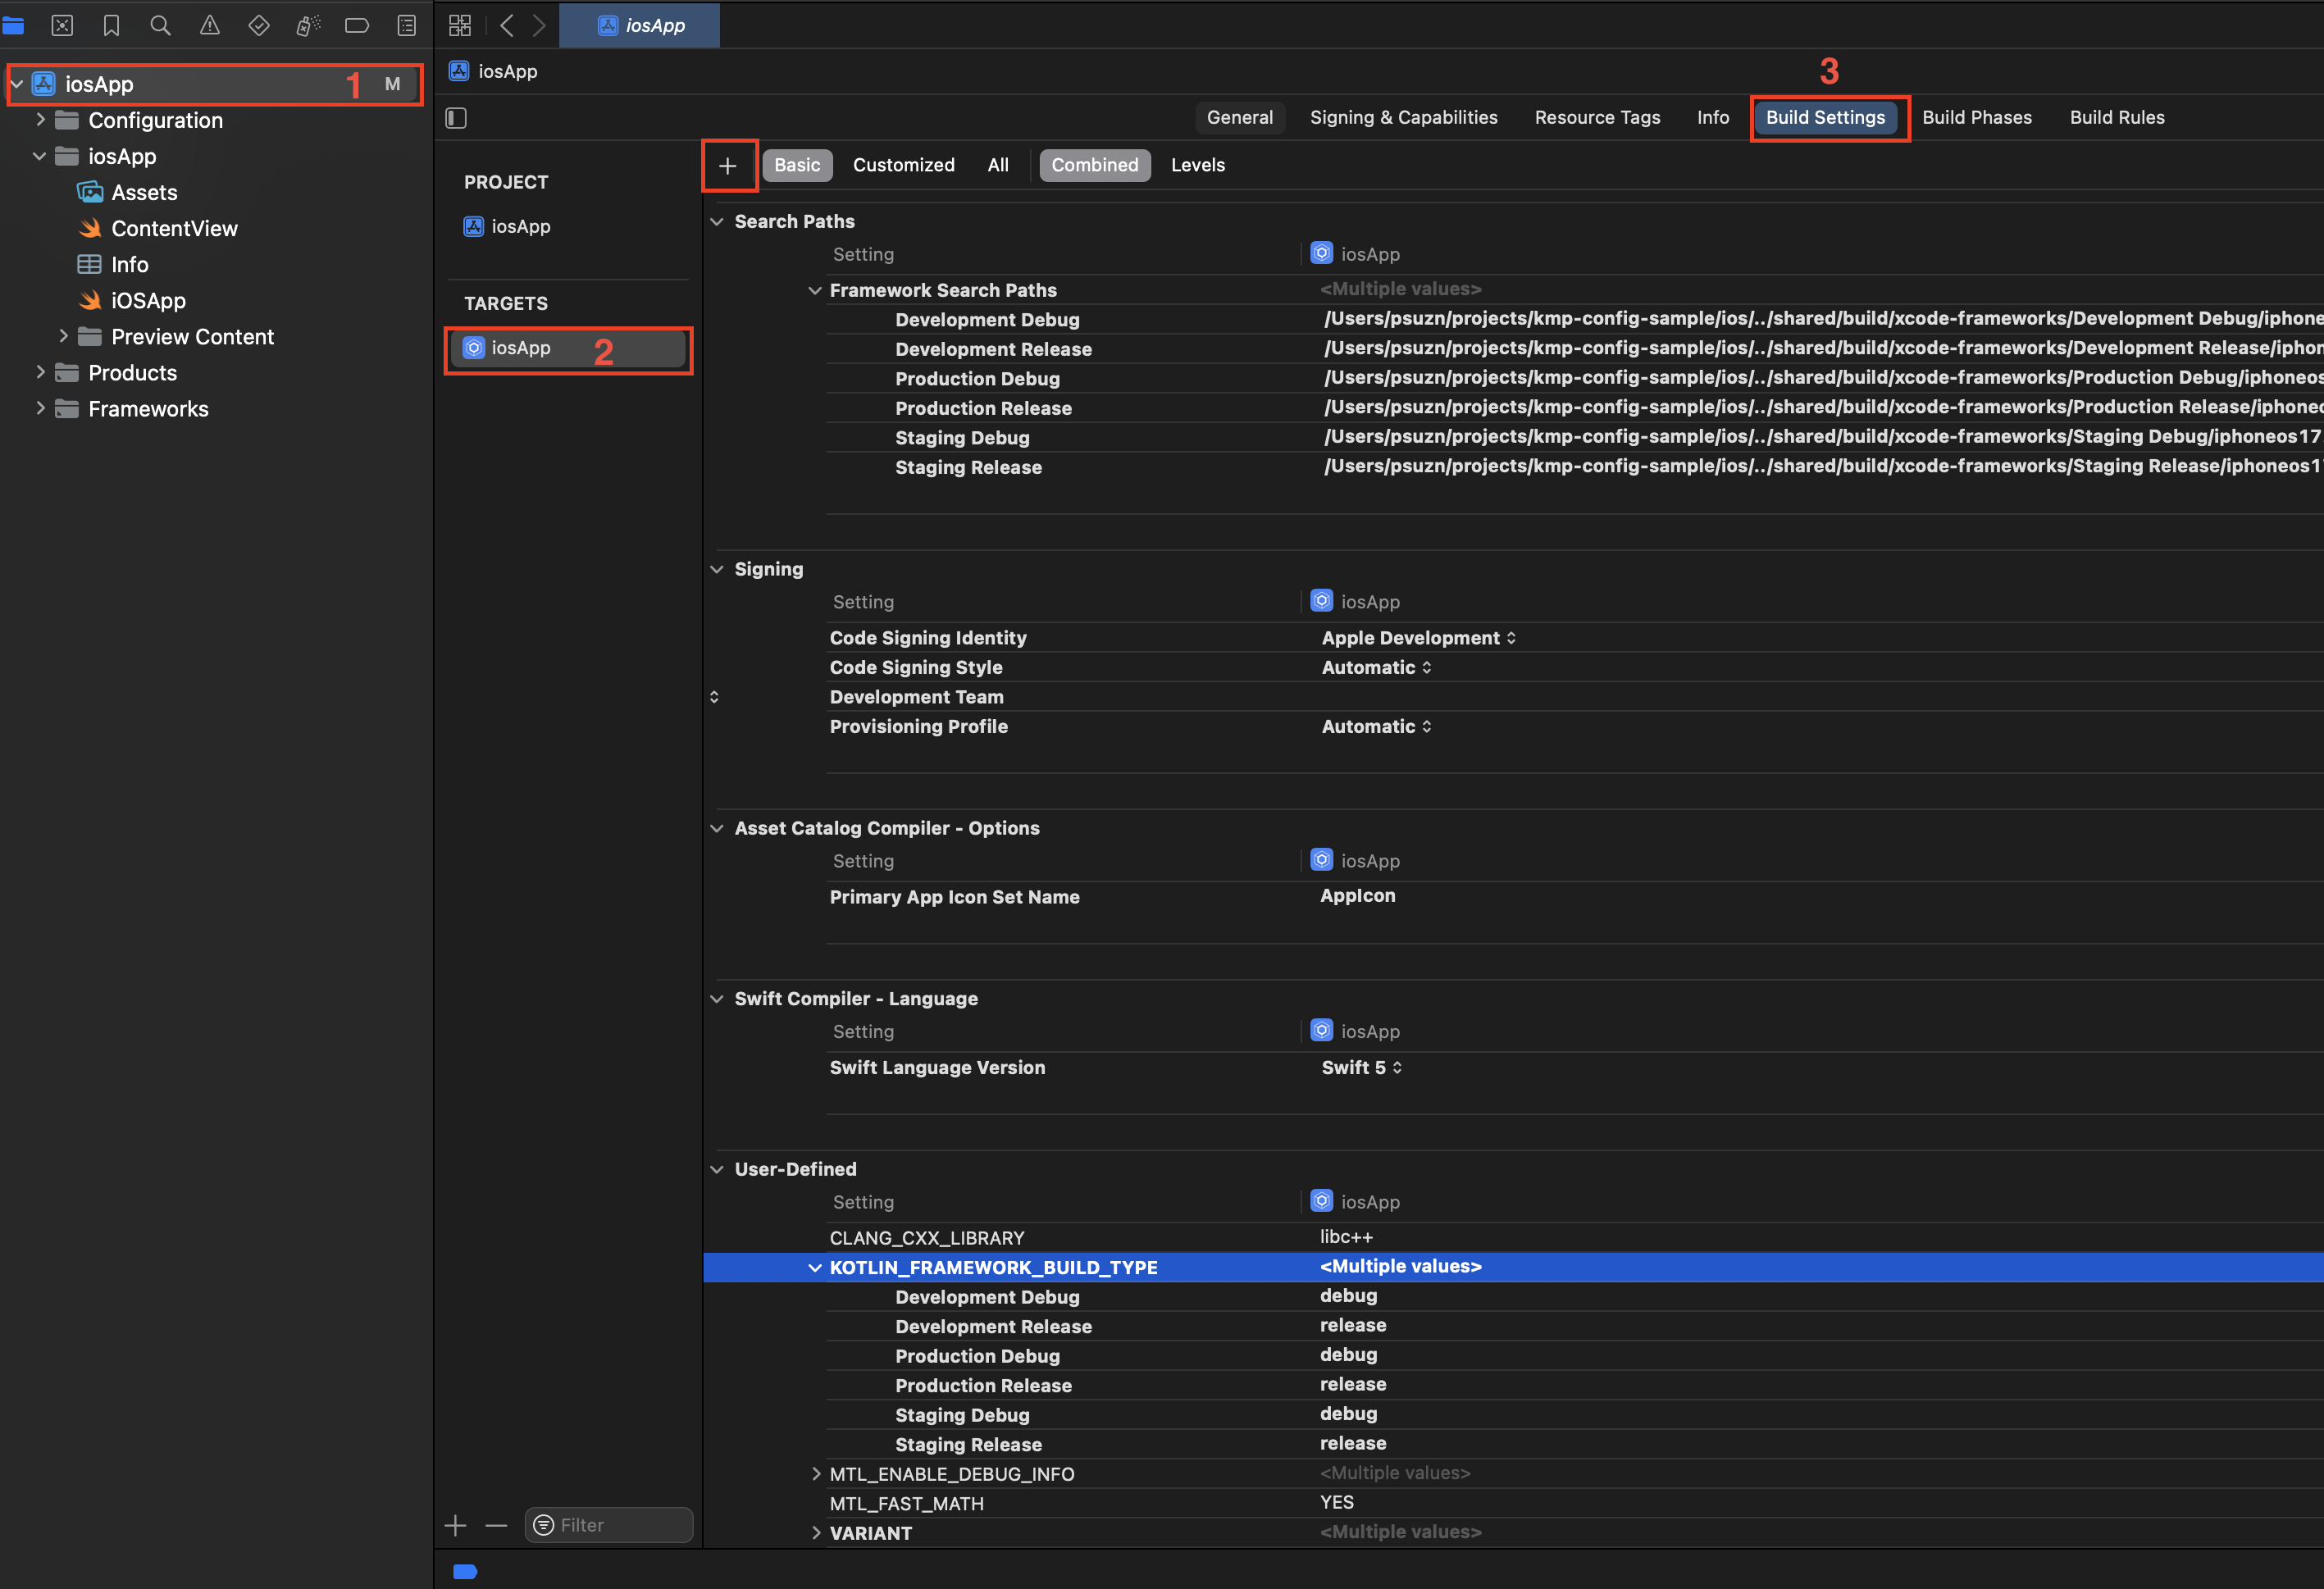 iosApp
iosApp 1 M
iosApp
3
Configuration
General Signing & Capabilities Resource Tags Info Build Settings Build Phases Build Rules
iosApp
Basic Customized All Combined Levels
PROJECT
Assets
Search Paths
ContentView
iosApp
Setting iosApp
Info
Framework Search Paths <Multiple values>
iOSApp
TARGETS
Development Debug /Users/psuzn/projects/kmp-config-sample/ios/../shared/build/xcode-frameworks/Development Debug/iphone
Preview Content
iosApp 2
Development Release /Users/psuzn/projects/kmp-config-sample/ios/../shared/build/xcode-frameworks/Development Release/iphon
Products
Production Debug /Users/psuzn/projects/kmp-config-sample/ios/../shared/build/xcode-frameworks/Production Debug/iphoneos
Frameworks
Production Release /Users/psuzn/projects/kmp-config-sample/ios/../shared/build/xcode-frameworks/Production Release/iphoneo
Staging Debug /Users/psuzn/projects/kmp-config-sample/ios/../shared/build/xcode-frameworks/Staging Debug/iphoneos17
Staging Release /Users/psuzn/projects/kmp-config-sample/ios/../shared/build/xcode-frameworks/Staging Release/iphoneos1
Signing
Setting iosApp
Code Signing Identity Apple Development
Code Signing Style Automatic
Development Team
Provisioning Profile Automatic
Asset Catalog Compiler - Options
Setting iosApp
Primary App Icon Set Name AppIcon
Swift Compiler - Language
Setting iosApp
Swift Language Version Swift 5
User-Defined
Setting iosApp
CLANG_CXX_LIBRARY libc++
KOTLIN_FRAMEWORK_BUILD_TYPE <Multiple values>
Development Debug debug
Development Release release
Production Debug debug
Production Release release
Staging Debug debug
Staging Release release
MTL_ENABLE_DEBUG_INFO <Multiple values>
MTL_FAST_MATH YES
Filter
VARIANT <Multiple values>